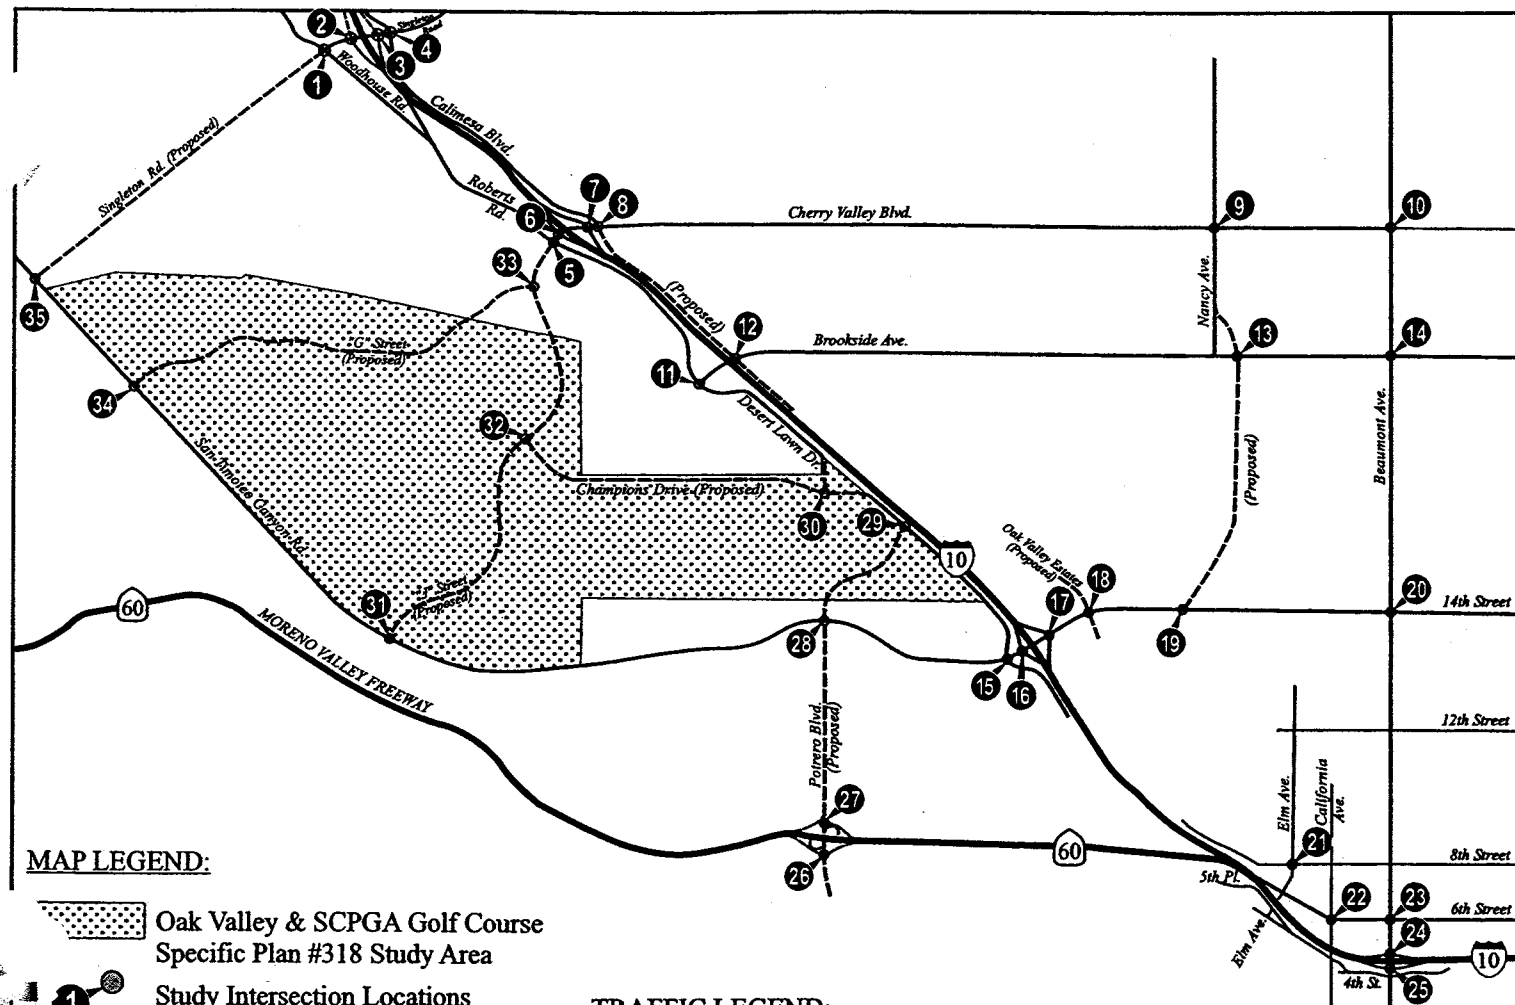 2
Singleton
Road
4
3
1
Woodhouse Rd.
Calimesa Blvd.
Singleton Rd. (Proposed)
Roberts
Rd.
7
8
6
5
Cherry Valley Blvd.
9
10
33
35
(Proposed)
Nancy Ave.
12
Brookside Ave.
13
14
"G" Street
(Proposed)
11
34
Desert Lawn Dr.
Beaumont Ave.
32
San Timoteo Canyon Rd.
Champions Drive (Proposed)
(Proposed)
30
29
Oak Valley Estates
(Proposed)
10
18
17
20
14th Street
60
31
Street
(Proposed)
28
19
MORENO VALLEY FREEWAY
15
16
Potrero Blvd.
(Proposed)
12th Street
Elm Ave.
California
Ave.
27
60
21
8th Street
26
5th Pl.
22
23
6th Street
Elm Ave.
24
10
4th St.
25
MAP LEGEND:
Oak Valley & SCPGA Golf Course
Specific Plan #318 Study Area
1
Study Intersection Locations
TRAFFIC LEGEND: